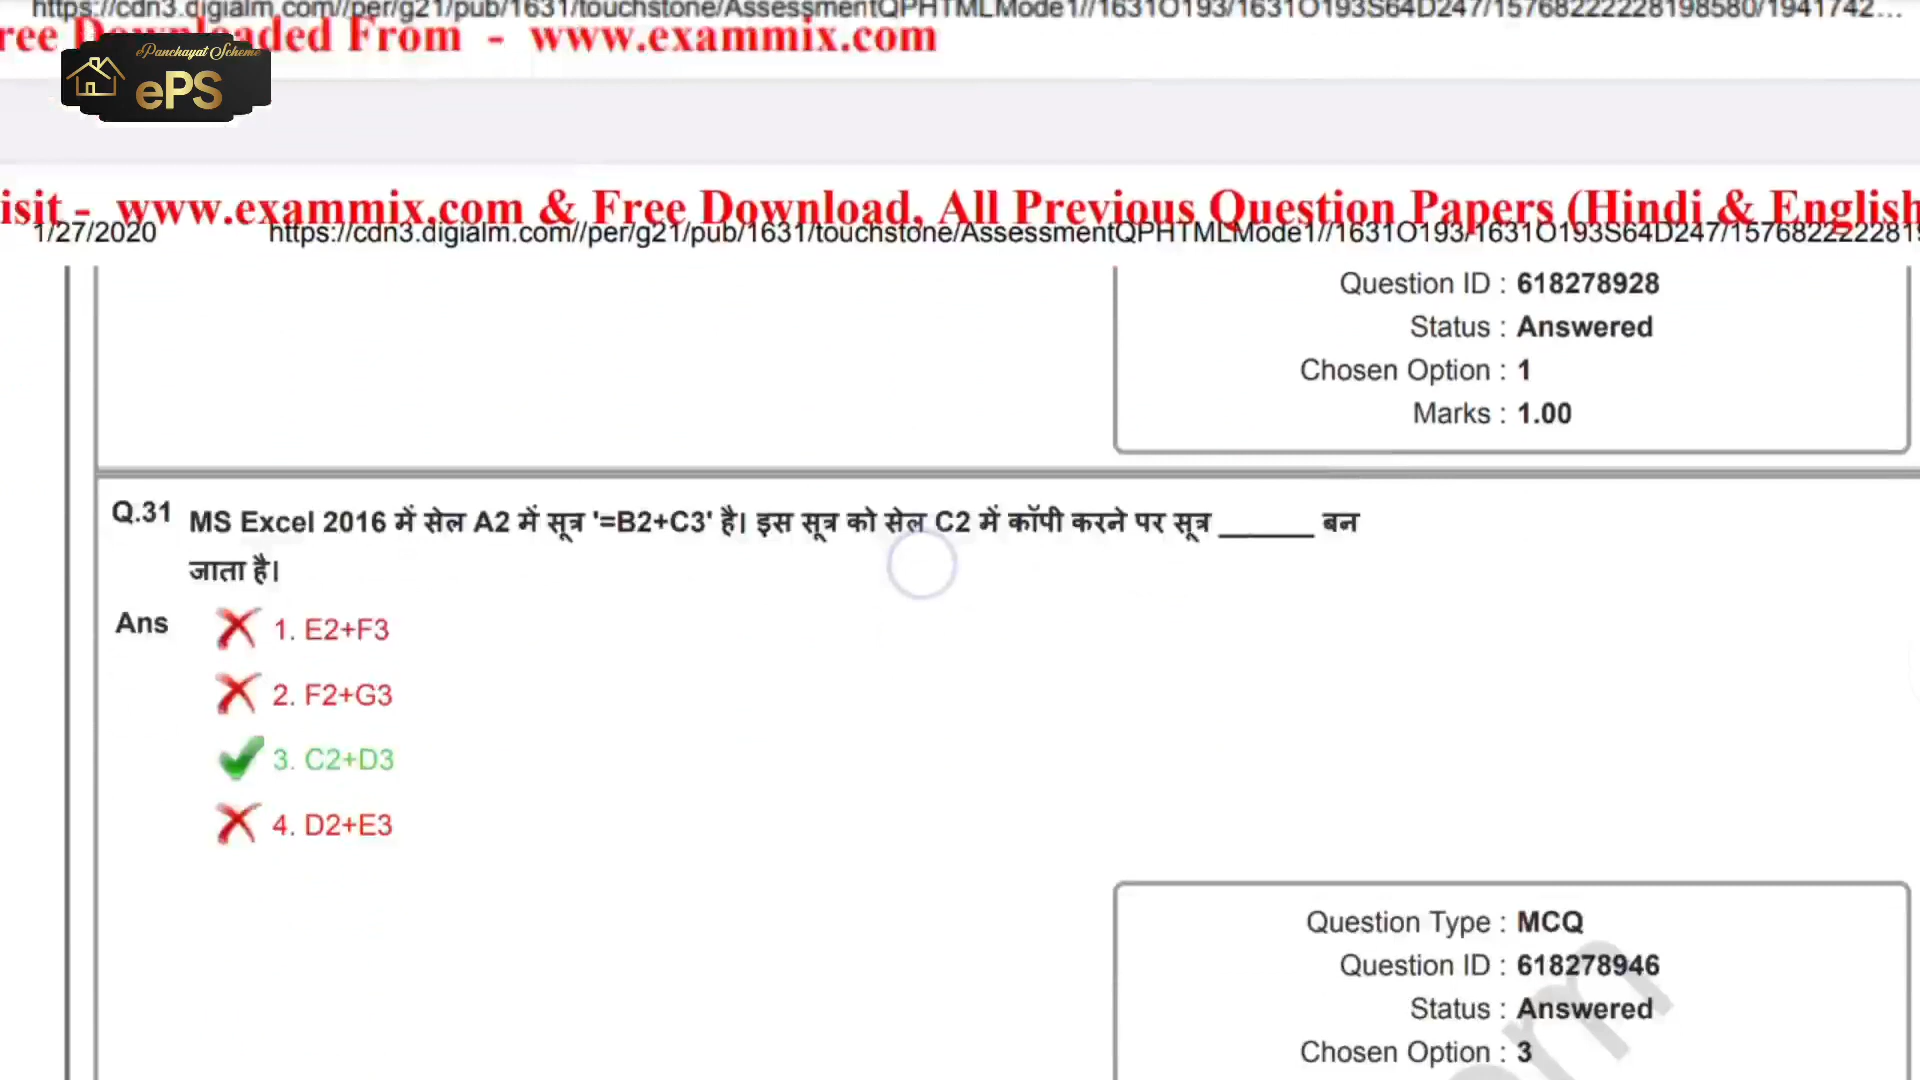 https://cdn3.digialm.com//per/g21/pub/1631/touchstone/AssessmentQPHTMLMode1//1631O193/1631O193S64D247/15768222228198580/1941742...
ree Downloaded From - www.exammix.com
ePanchayat Scheme
ePS
isit - www.exammix.com & Free Download, All Previous Question Papers (Hindi & English
1/27/2020 https://cdn3.digialm.com//per/g21/pub/1631/touchstone/AssessmentQPHTMLMode1//1631O193/1631O193S64D247/1576822222819
Question ID : 618278928
Status : Answered
Chosen Option : 1
Marks : 1.00
Q.31 MS Excel 2016 में सेल A2 में सूत्र '=B2+C3' है। इस सूत्र को सेल C2 में कॉपी करने पर सूत्र ______ बन
जाता है।
Ans 1. E2+F3
2. F2+G3
3. C2+D3
4. D2+E3
Question Type : MCQ
Question ID : 618278946
Status : Answered
Chosen Option : 3